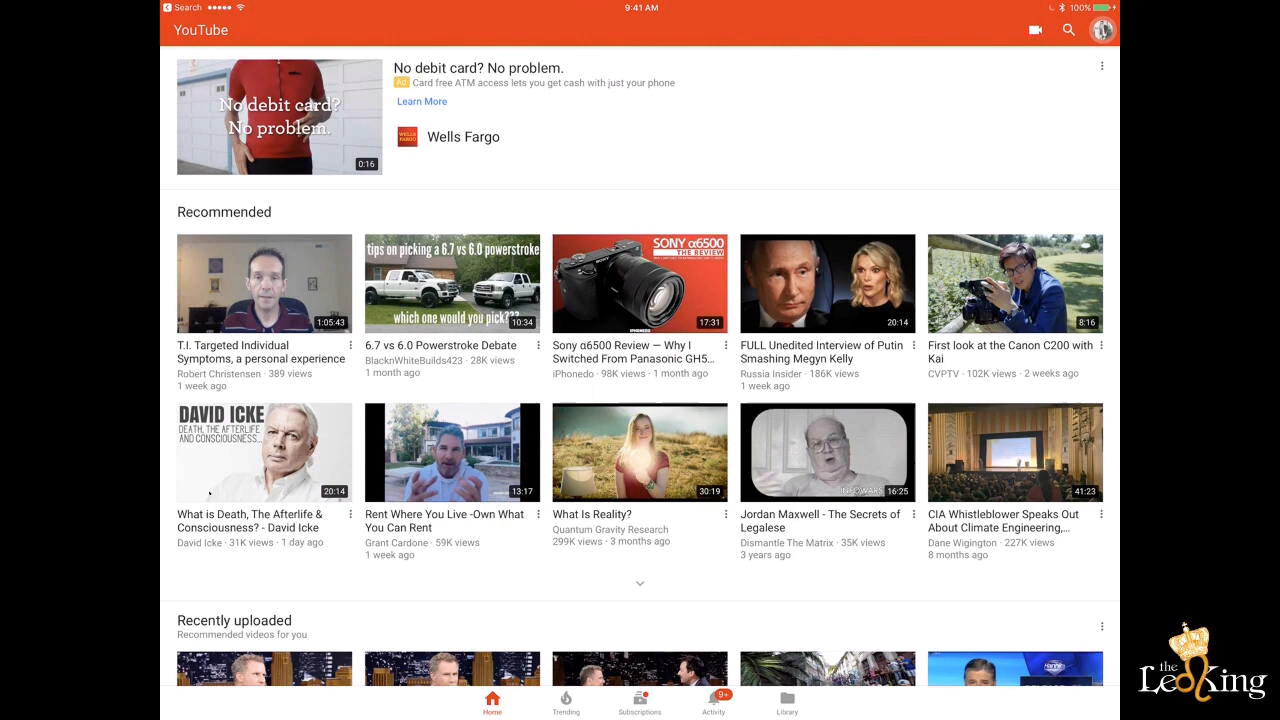 Search
9:41 AM
100%
YouTube
No debit card?
No problem.
0:16
No debit card? No problem.
Ad Card free ATM access lets you get cash with just your phone
Learn More
WELLS
FARGO
Wells Fargo
Recommended
1:05:43
T.I. Targeted Individual
Symptoms, a personal experience
Robert Christensen · 389 views
1 week ago
tips on picking a 6.7 vs 6.0 powerstroke
which one would you pick???
10:34
6.7 vs 6.0 Powerstroke Debate
BlacknWhiteBuilds423 · 28K views
1 month ago
SONY α6500
THE REVIEW
SONY
IPHONEDO
17:31
Sony α6500 Review — Why I
Switched From Panasonic GH5...
iPhonedo · 98K views · 1 month ago
20:14
FULL Unedited Interview of Putin
Smashing Megyn Kelly
Russia Insider · 186K views
1 week ago
8:16
First look at the Canon C200 with
Kai
CVPTV · 102K views · 2 weeks ago
DAVID ICKE
DEATH, THE AFTERLIFE,
AND CONSCIOUSNESS...
20:14
What is Death, The Afterlife &
Consciousness? - David Icke
David Icke · 31K views · 1 day ago
13:17
Rent Where You Live -Own What
You Can Rent
Grant Cardone · 59K views
1 week ago
30:19
What Is Reality?
Quantum Gravity Research
299K views · 3 months ago
INFOWARS
16:25
Jordan Maxwell - The Secrets of
Legalese
Dismantle The Matrix · 35K views
3 years ago
41:23
CIA Whistleblower Speaks Out
About Climate Engineering,...
Dane Wigington · 227K views
8 months ago
Recently uploaded
Recommended videos for you
Hannity
Home
Trending
Subscriptions
9+
Activity
Library
the
Leo King